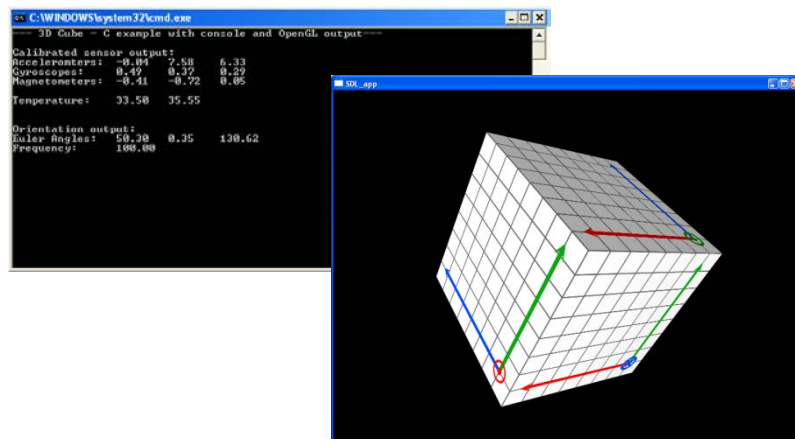 C:\WINDOWS\system32\cmd.exe
--- 3D Cube - C example with console and OpenGL output---
Calibrated sensor output:
Accelerometers: -0.04 7.58 6.33
Gyroscopes: 0.49 0.37 0.29
Magnetometers: -0.41 -0.72 0.05
Temperature: 33.50 35.55
Orientation output:
Euler Angles: 50.30 0.35 130.62
Frequency: 100.00
SDL_app